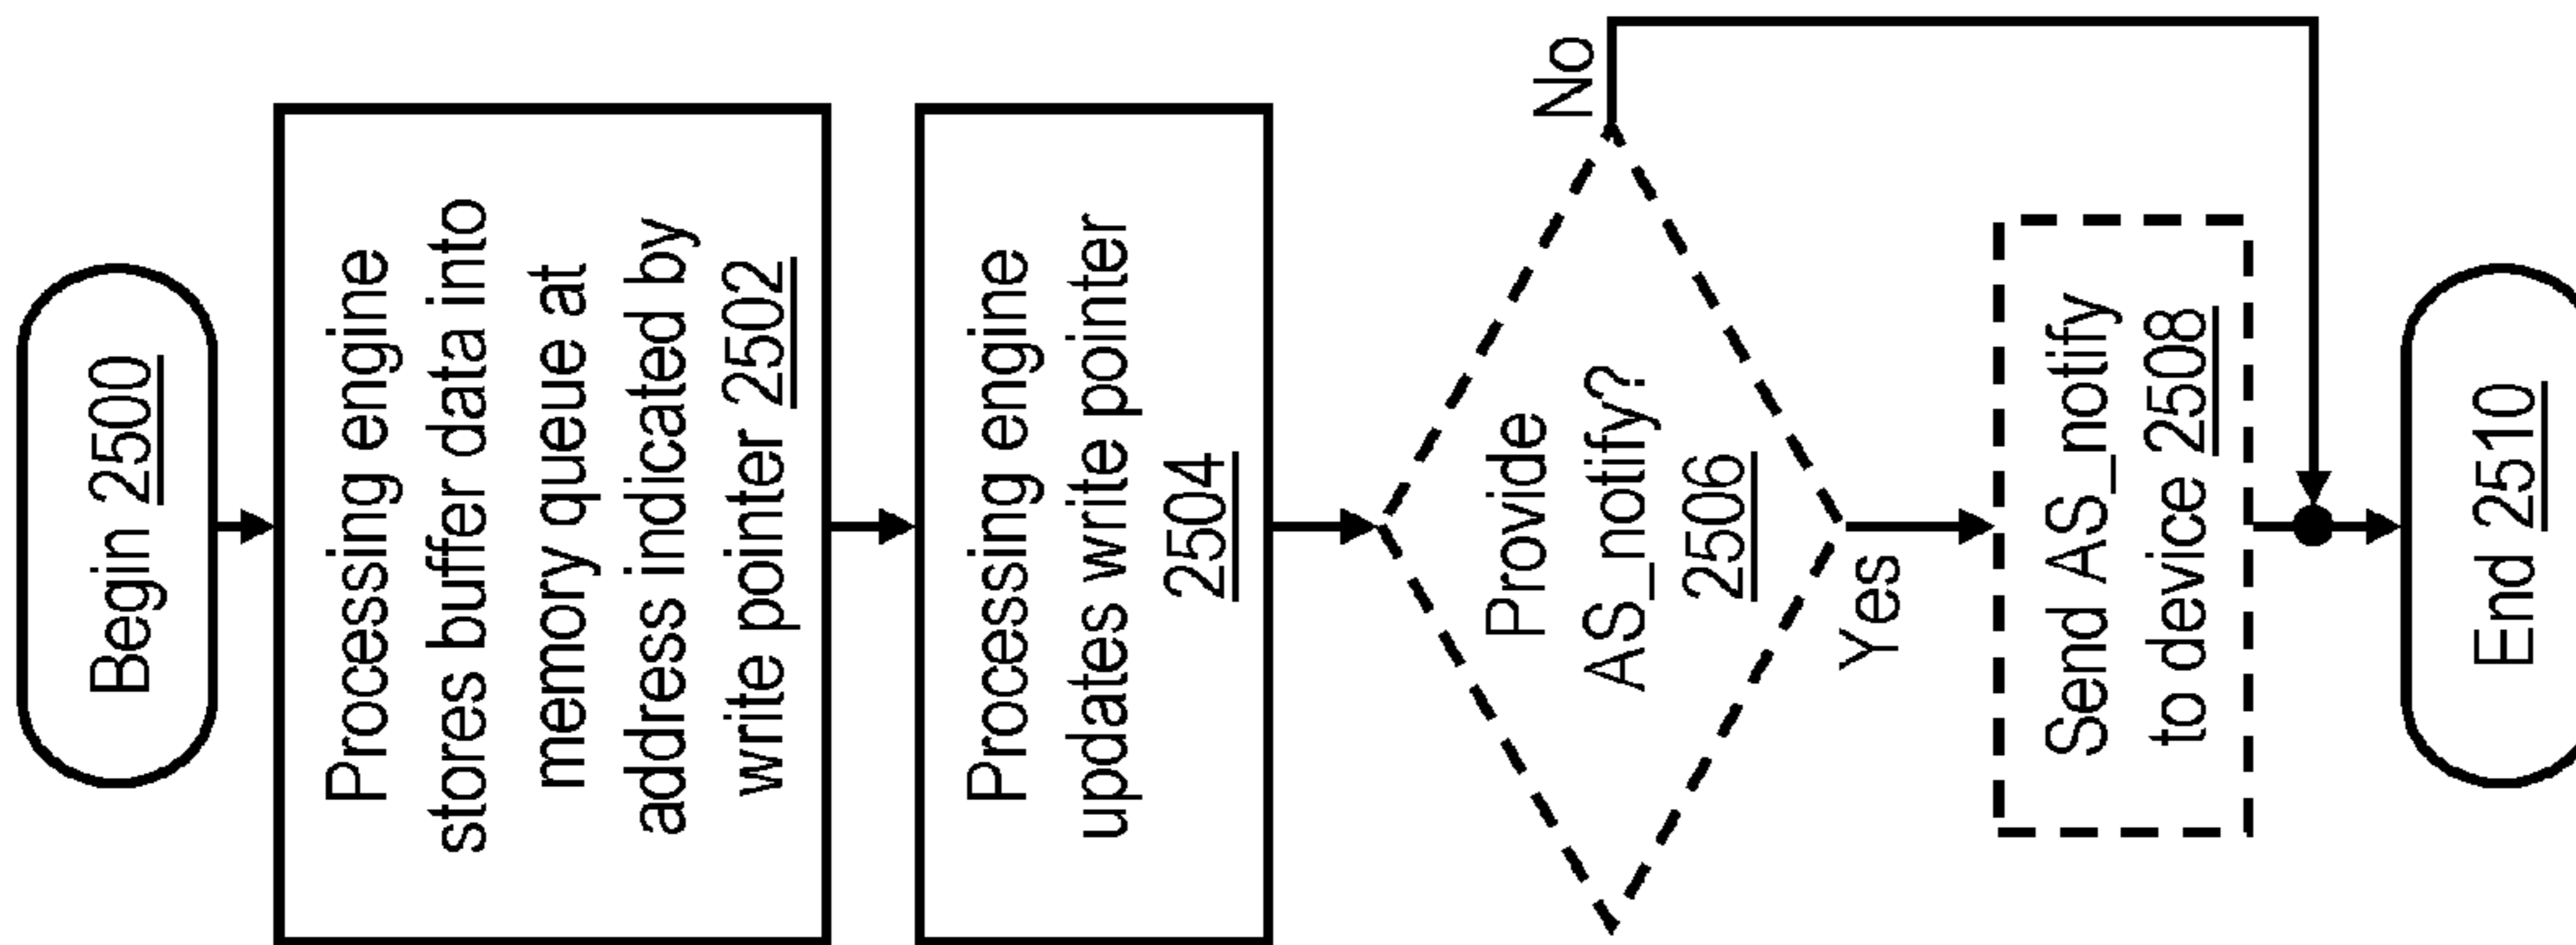 Begin 2500
Processing engine
stores buffer data into
memory queue at
address indicated by
write pointer 2502
Processing engine
updates write pointer
2504
Provide
AS_notify?
2506
No
Yes
Send AS_notify
to device 2508
End 2510